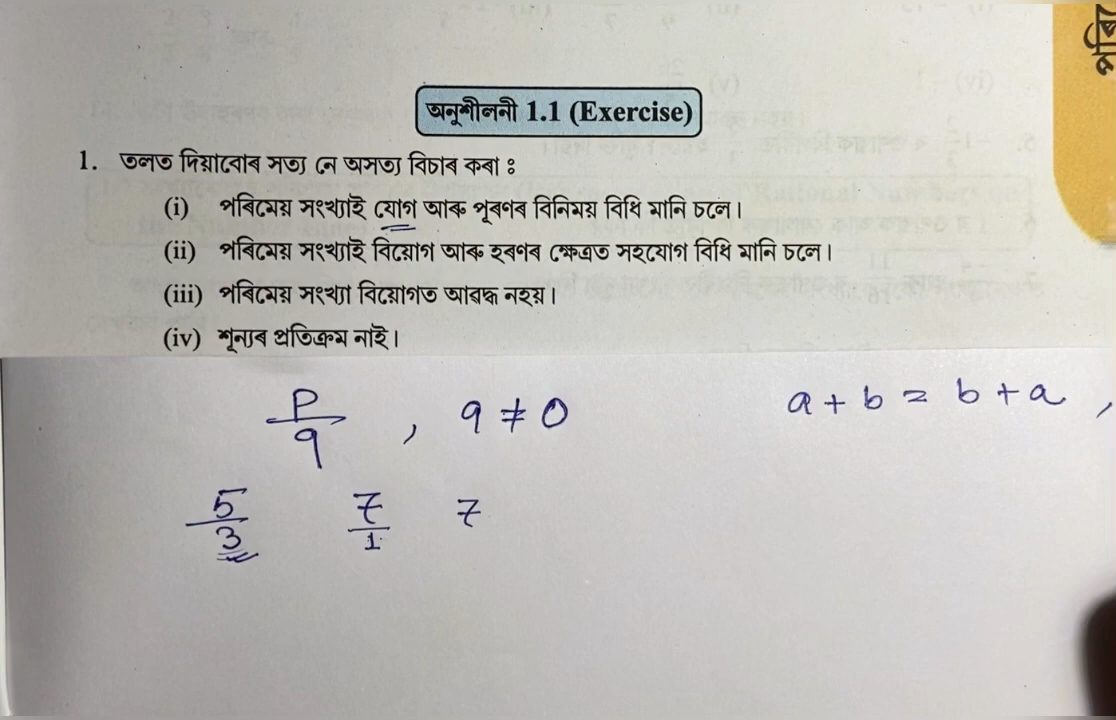 অনুশীলনী 1.1 (Exercise)
1. তলত দিয়াবোৰ সত্য নে অসত্য বিচাৰ কৰা ঃ
(i) পৰিমেয় সংখ্যাই যোগ আৰু পূৰণৰ বিনিময় বিধি মানি চলে।
(ii) পৰিমেয় সংখ্যাই বিয়োগ আৰু হৰণৰ ক্ষেত্ৰত সহযোগ বিধি মানি চলে।
(iii) পৰিমেয় সংখ্যা বিয়োগত আৱদ্ধ নহয়।
(iv) শূন্যৰ প্ৰতিক্ৰম নাই।
p/q , q ≠ 0 a + b = b + a ,
5/3 7/1 7